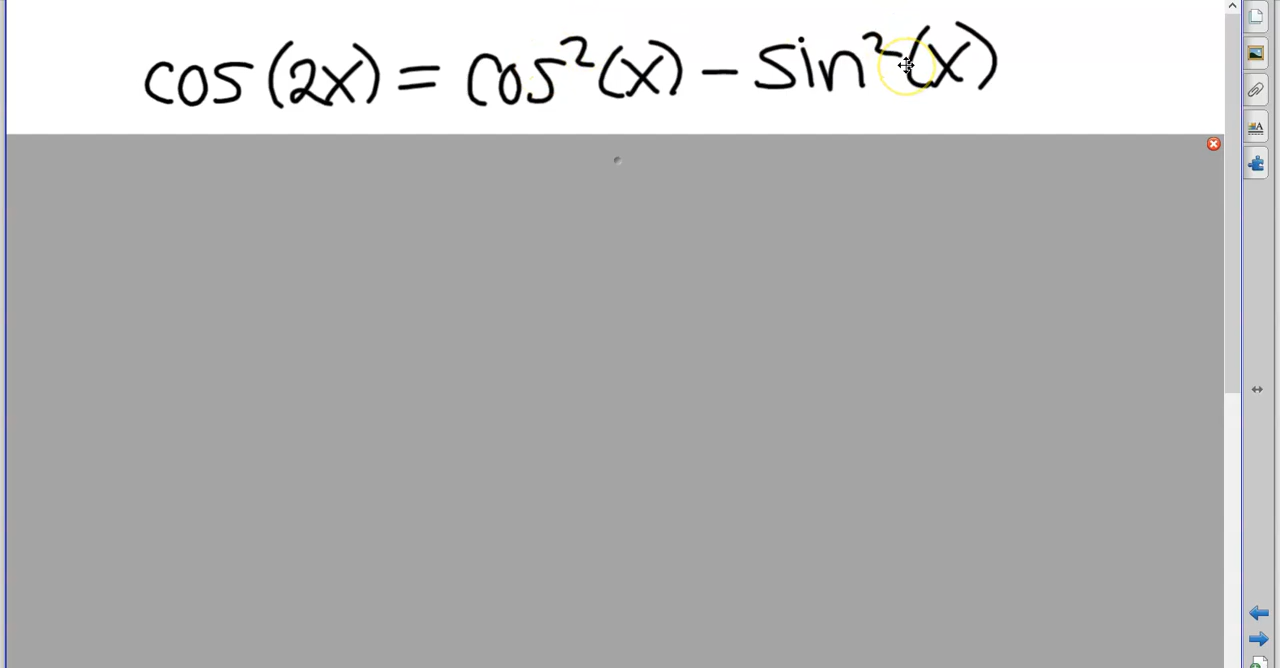 cos(2x) = cos²(x) - sin²(x)